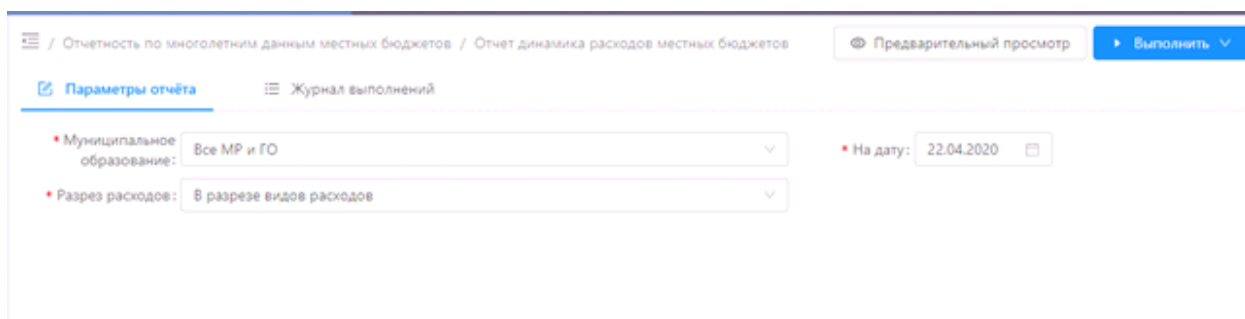 / Отчетность по многолетним данным местных бюджетов / Отчет динамика расходов местных бюджетов
Предварительный просмотр
Выполнить
Параметры отчёта
Журнал выполнений
* Муниципальное
образование:
Все МР и ГО
* На дату:
22.04.2020
* Разрез расходов:
В разрезе видов расходов